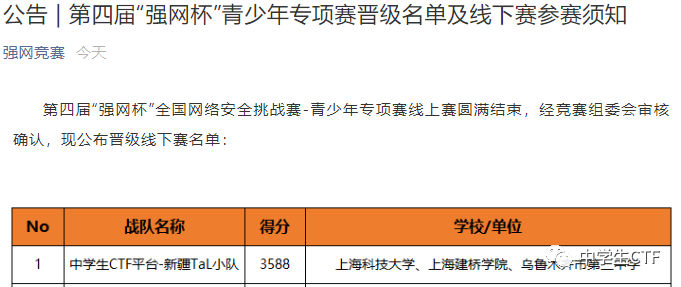 公告 | 第四届“强网杯”青少年专项赛晋级名单及线下赛参赛须知
强网竞赛 今天
第四届“强网杯”全国网络安全挑战赛-青少年专项赛线上赛圆满结束，经竞赛组委会审核
确认，现公布晋级线下赛名单：
No 战队名称 得分 学校/单位
1 中学生CTF平台-新疆TaL小队 3588 上海科技大学、上海建桥学院、乌鲁木齐市第三中学
中学生CTF